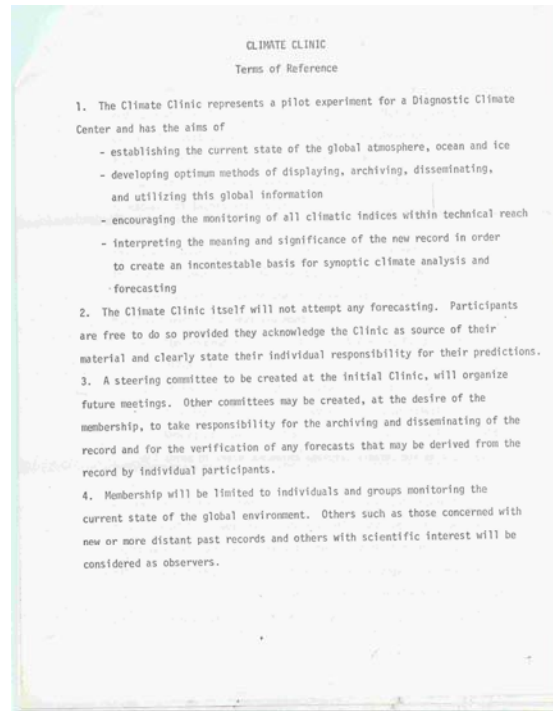 CLIMATE CLINIC
Terms of Reference
1. The Climate Clinic represents a pilot experiment for a Diagnostic Climate
Center and has the aims of
- establishing the current state of the global atmosphere, ocean and ice
- developing optimum methods of displaying, archiving, disseminating,
and utilizing this global information
- encouraging the monitoring of all climatic indices within technical reach
- interpreting the meaning and significance of the new record in order
to create an incontestable basis for synoptic climate analysis and
forecasting
2. The Climate Clinic itself will not attempt any forecasting. Participants
are free to do so provided they acknowledge the Clinic as source of their
material and clearly state their individual responsibility for their predictions.
3. A steering committee to be created at the initial Clinic, will organize
future meetings. Other committees may be created, at the desire of the
membership, to take responsibility for the archiving and disseminating of the
record and for the verification of any forecasts that may be derived from the
record by individual participants.
4. Membership will be limited to individuals and groups monitoring the
current state of the global environment. Others such as those concerned with
new or more distant past records and others with scientific interest will be
considered as observers.